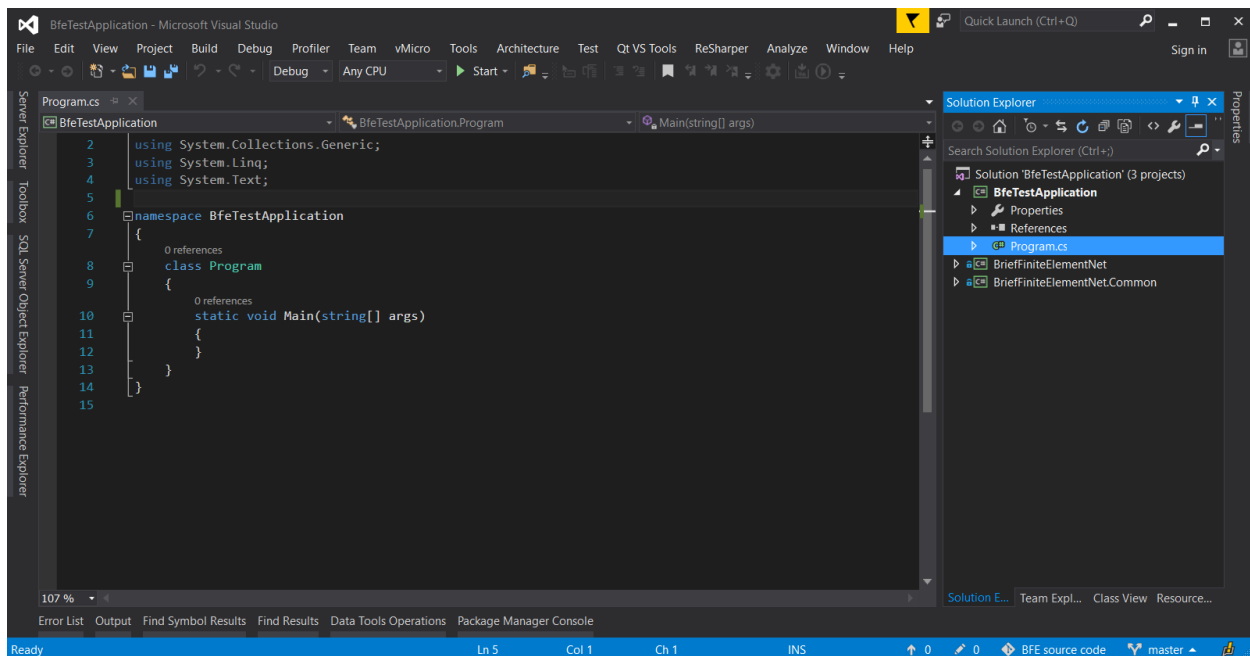 BfeTestApplication - Microsoft Visual Studio
Quick Launch (Ctrl+Q)
File Edit View Project Build Debug Profiler Team vMicro Tools Architecture Test Qt VS Tools ReSharper Analyze Window Help
Sign in
Debug Any CPU Start
Server Explorer
Toolbox
SQL Server Object Explorer
Performance Explorer
Program.cs
BfeTestApplication BfeTestApplication.Program Main(string[] args)
2 using System.Collections.Generic;
3 using System.Linq;
4 using System.Text;
5
6 namespace BfeTestApplication
7 {
0 references
8 class Program
9 {
0 references
10 static void Main(string[] args)
11 {
12 }
13 }
14 }
15
107 %
Solution Explorer
Search Solution Explorer (Ctrl+;)
Solution 'BfeTestApplication' (3 projects)
C# BfeTestApplication
Properties
References
C# Program.cs
C# BriefFiniteElementNet
C# BriefFiniteElementNet.Common
Solution E... Team Expl... Class View Resource...
Properties
Error List Output Find Symbol Results Find Results Data Tools Operations Package Manager Console
Ready Ln 5 Col 1 Ch 1 INS 0 0 BFE source code master